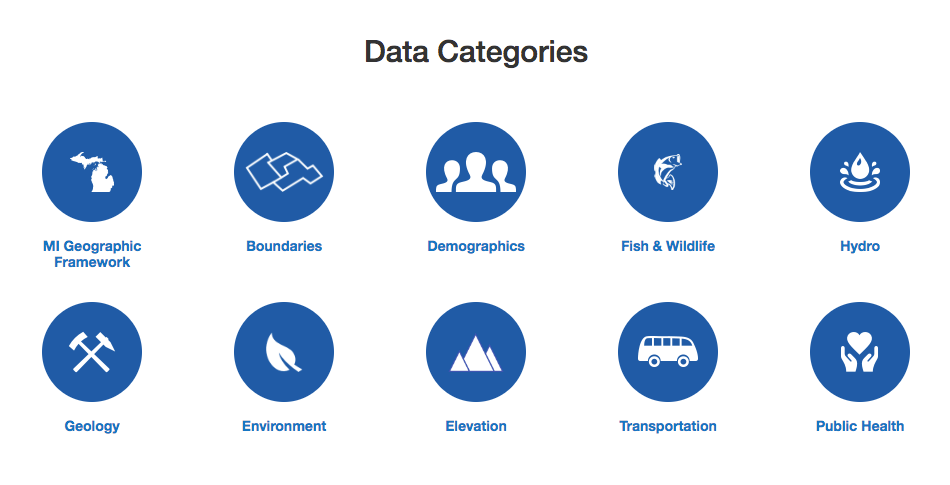 Data Categories
MI Geographic
Framework
Boundaries
Demographics
Fish & Wildlife
Hydro
Geology
Environment
Elevation
Transportation
Public Health